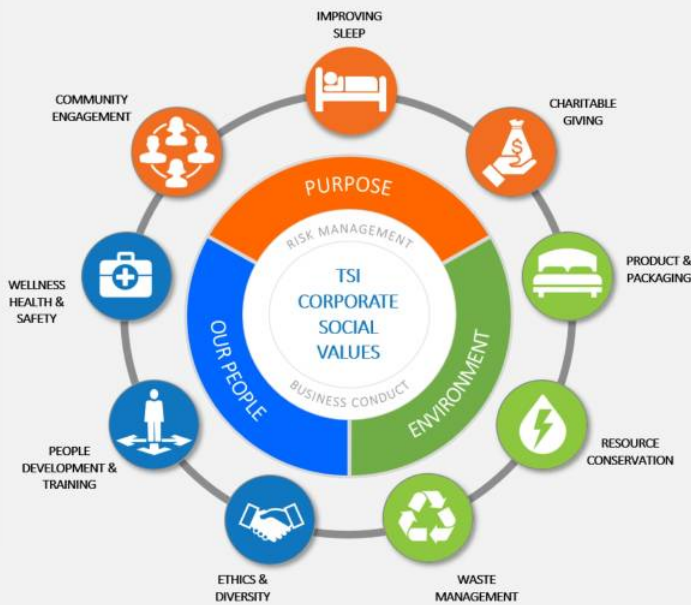 IMPROVING
SLEEP
COMMUNITY
ENGAGEMENT
CHARITABLE
GIVING
$
PURPOSE
RISK MANAGEMENT
WELLNESS
HEALTH &
SAFETY
TSI
CORPORATE
SOCIAL
VALUES
PRODUCT &
PACKAGING
OUR PEOPLE
BUSINESS CONDUCT
ENVIRONMENT
PEOPLE
DEVELOPMENT &
TRAINING
RESOURCE
CONSERVATION
ETHICS &
DIVERSITY
WASTE
MANAGEMENT